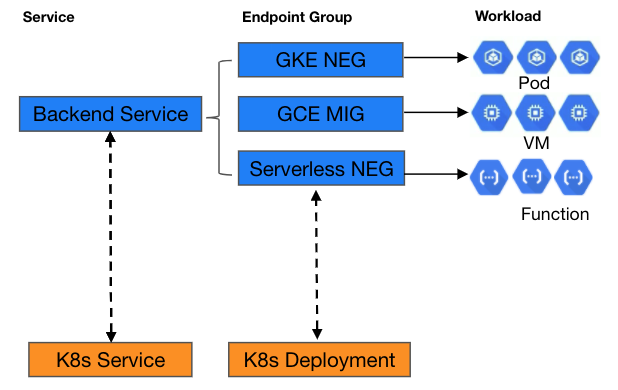 Service
Endpoint Group
Workload
GKE NEG
Pod
Backend Service
GCE MIG
VM
Serverless NEG
Function
K8s Service
K8s Deployment